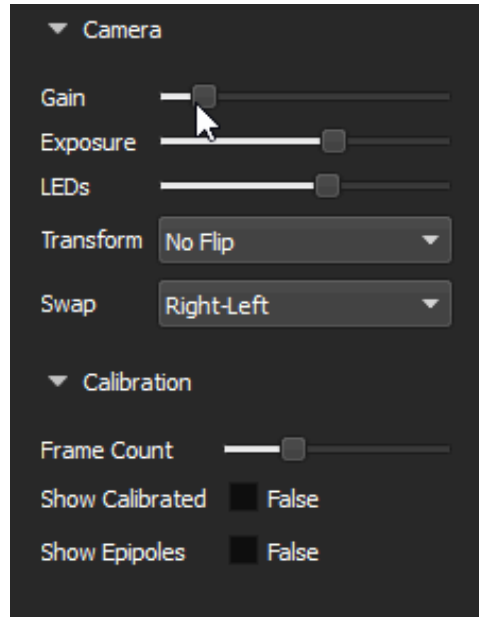 Camera
Gain
Exposure
LEDs
Transform No Flip
Swap Right-Left
Calibration
Frame Count
Show Calibrated False
Show Epipoles False